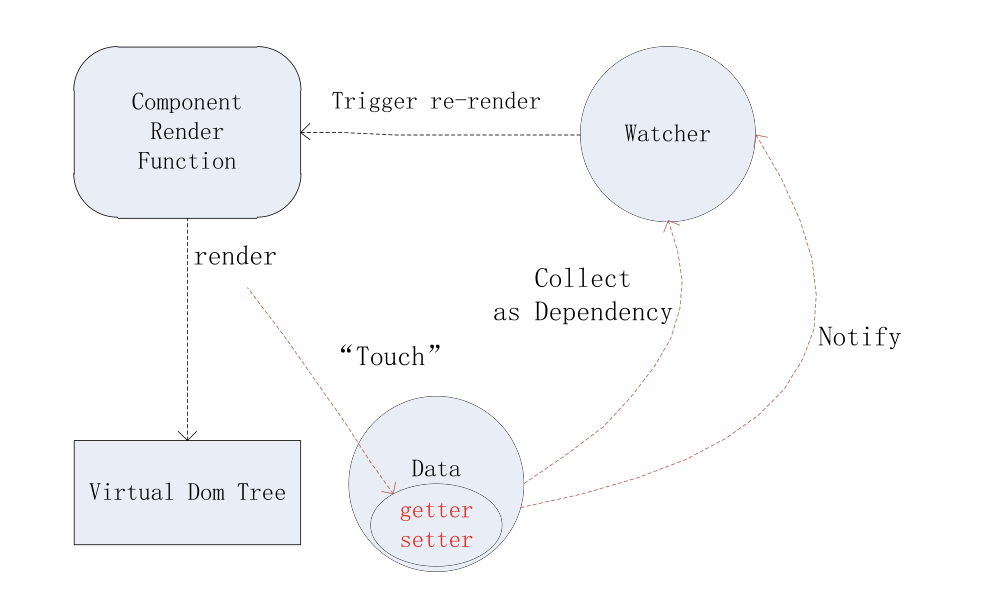 Component
Render
Function
Trigger re-render
Watcher
render
Collect
as Dependency
“Touch”
Notify
Data
getter
setter
Virtual Dom Tree